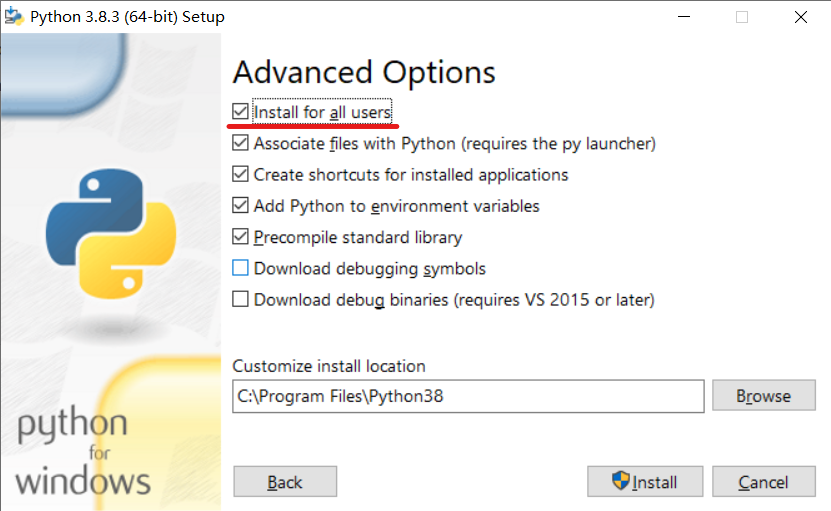 Python 3.8.3 (64-bit) Setup
Advanced Options
Install for all users
Associate files with Python (requires the py launcher)
Create shortcuts for installed applications
Add Python to environment variables
Precompile standard library
Download debugging symbols
Download debug binaries (requires VS 2015 or later)
Customize install location
C:\Program Files\Python38
Browse
python
for
windows
Back
Install
Cancel